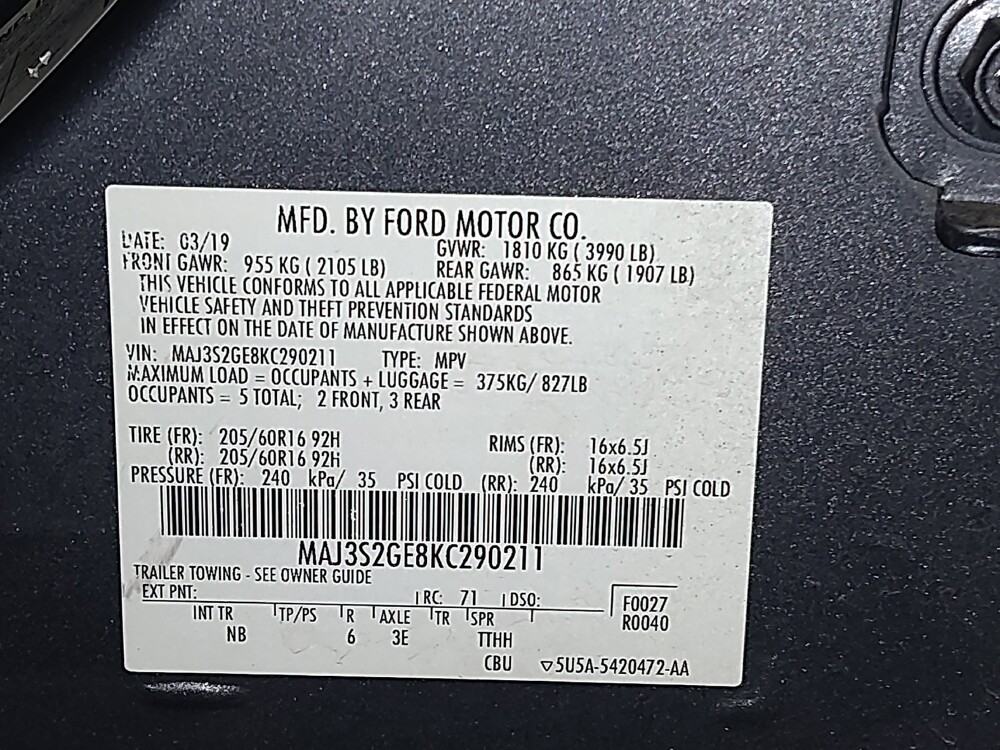 MFD. BY FORD MOTOR CO.
DATE: 03/19 GVWR: 1810 KG ( 3990 LB)
FRONT GAWR: 955 KG ( 2105 LB) REAR GAWR: 865 KG ( 1907 LB)
THIS VEHICLE CONFORMS TO ALL APPLICABLE FEDERAL MOTOR
VEHICLE SAFETY AND THEFT PREVENTION STANDARDS
IN EFFECT ON THE DATE OF MANUFACTURE SHOWN ABOVE.
VIN: MAJ3S2GE8KC290211 TYPE: MPV
MAXIMUM LOAD = OCCUPANTS + LUGGAGE = 375KG/ 827LB
OCCUPANTS = 5 TOTAL; 2 FRONT, 3 REAR
TIRE (FR): 205/60R16 92H RIMS (FR): 16x6.5J
(RR): 205/60R16 92H (RR): 16x6.5J
PRESSURE (FR): 240 kPa/ 35 PSI COLD (RR): 240 kPa/ 35 PSI COLD
MAJ3S2GE8KC290211
TRAILER TOWING - SEE OWNER GUIDE
EXT PNT: RC: 71 DSO: F0027
INT TR TP/PS R AXLE TR SPR R0040
NB 6 3E TTHH
CBU ▽5U5A-5420472-AA